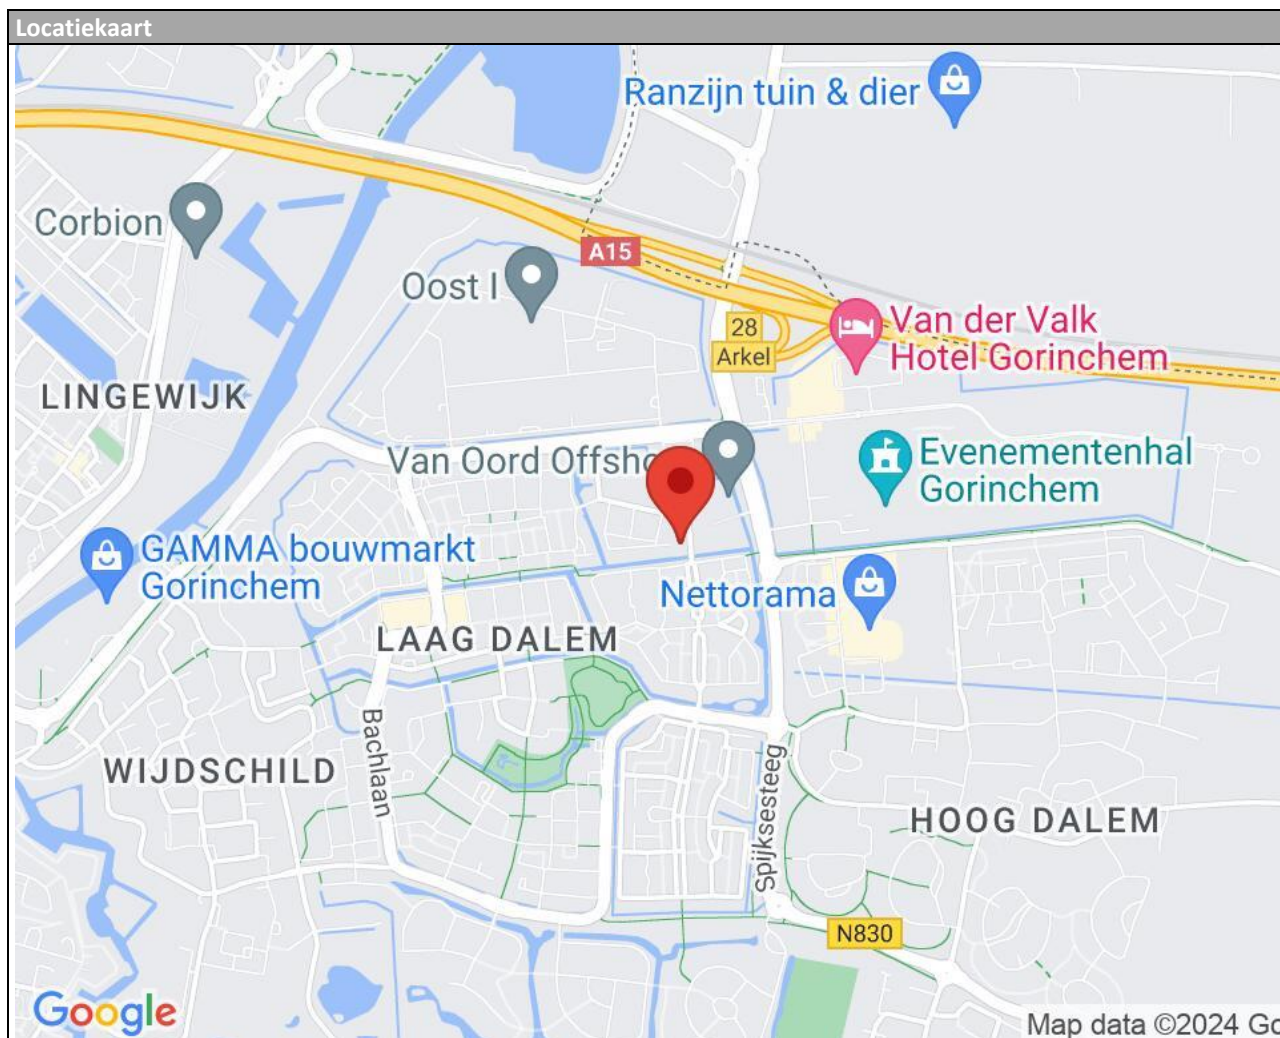 Locatiekaart
Ranzijn tuin & dier
Corbion
A15
Oost I
28
Arkel
Van der Valk
Hotel Gorinchem
LINGEWIJK
Van Oord Offsho
Evenementenhal
Gorinchem
GAMMA bouwmarkt
Gorinchem
Nettorama
LAAG DALEM
Bachlaan
WIJDSCHILD
Spijksesteeg
HOOG DALEM
N830
Google
Map data ©2024 Go